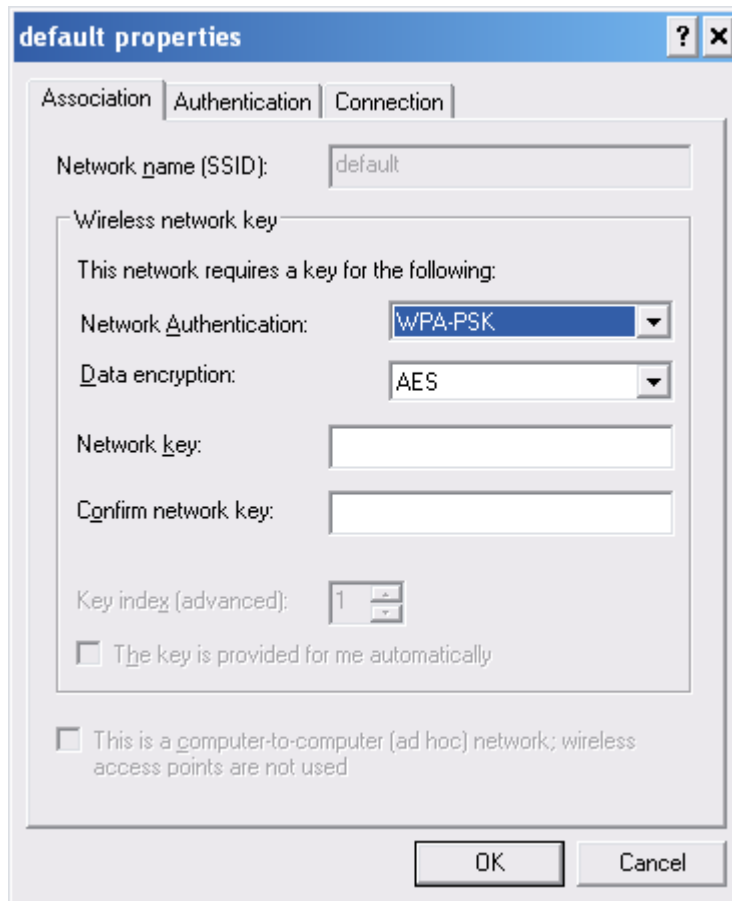 default properties
Association Authentication Connection
Network name (SSID): default
Wireless network key
This network requires a key for the following:
Network Authentication: WPA-PSK
Data encryption: AES
Network key:
Confirm network key:
Key index (advanced): 1
The key is provided for me automatically
This is a computer-to-computer (ad hoc) network; wireless
access points are not used
OK Cancel